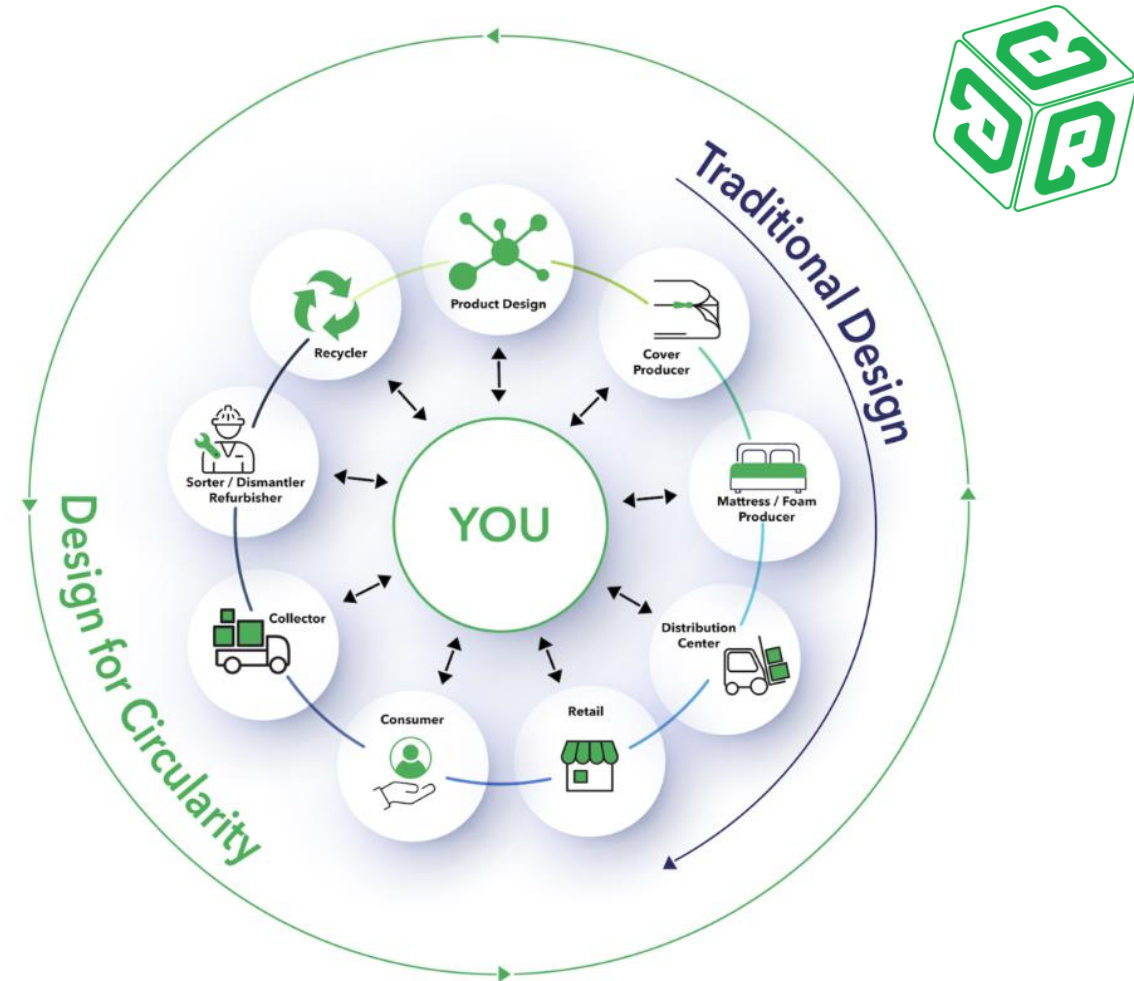 Traditional Design
Product Design
Recycler
Cover
Producer
Sorter / Dismantler
Refurbisher
Mattress / Foam
Producer
YOU
Design for Circularity
Collector
Distribution
Center
Consumer
Retail